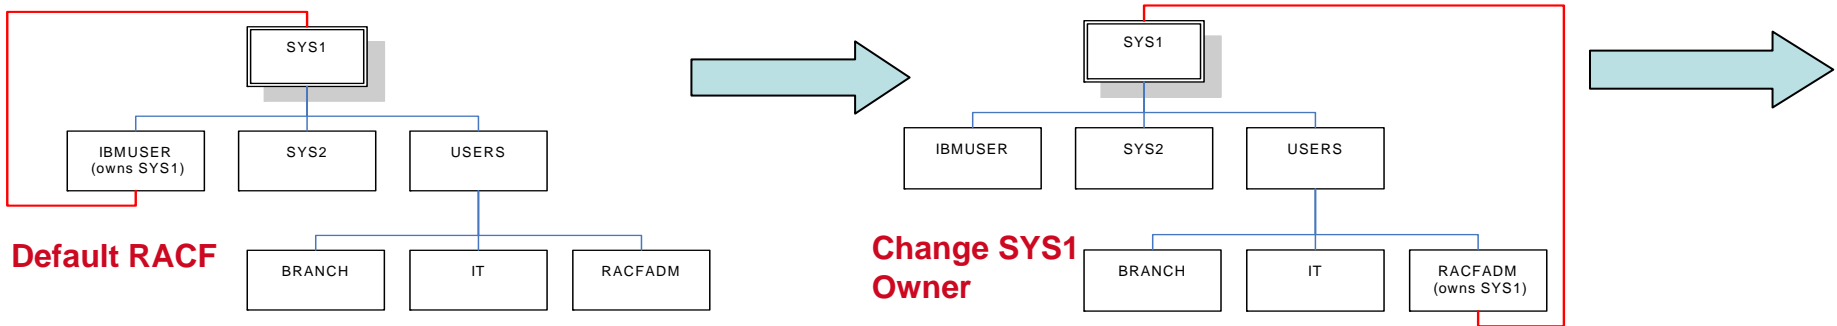 SYS1
IBMUSER
(owns SYS1)
SYS2
USERS
BRANCH
IT
RACFADM
Default RACF
SYS1
IBMUSER
SYS2
USERS
BRANCH
IT
RACFADM
(owns SYS1)
Change SYS1
Owner